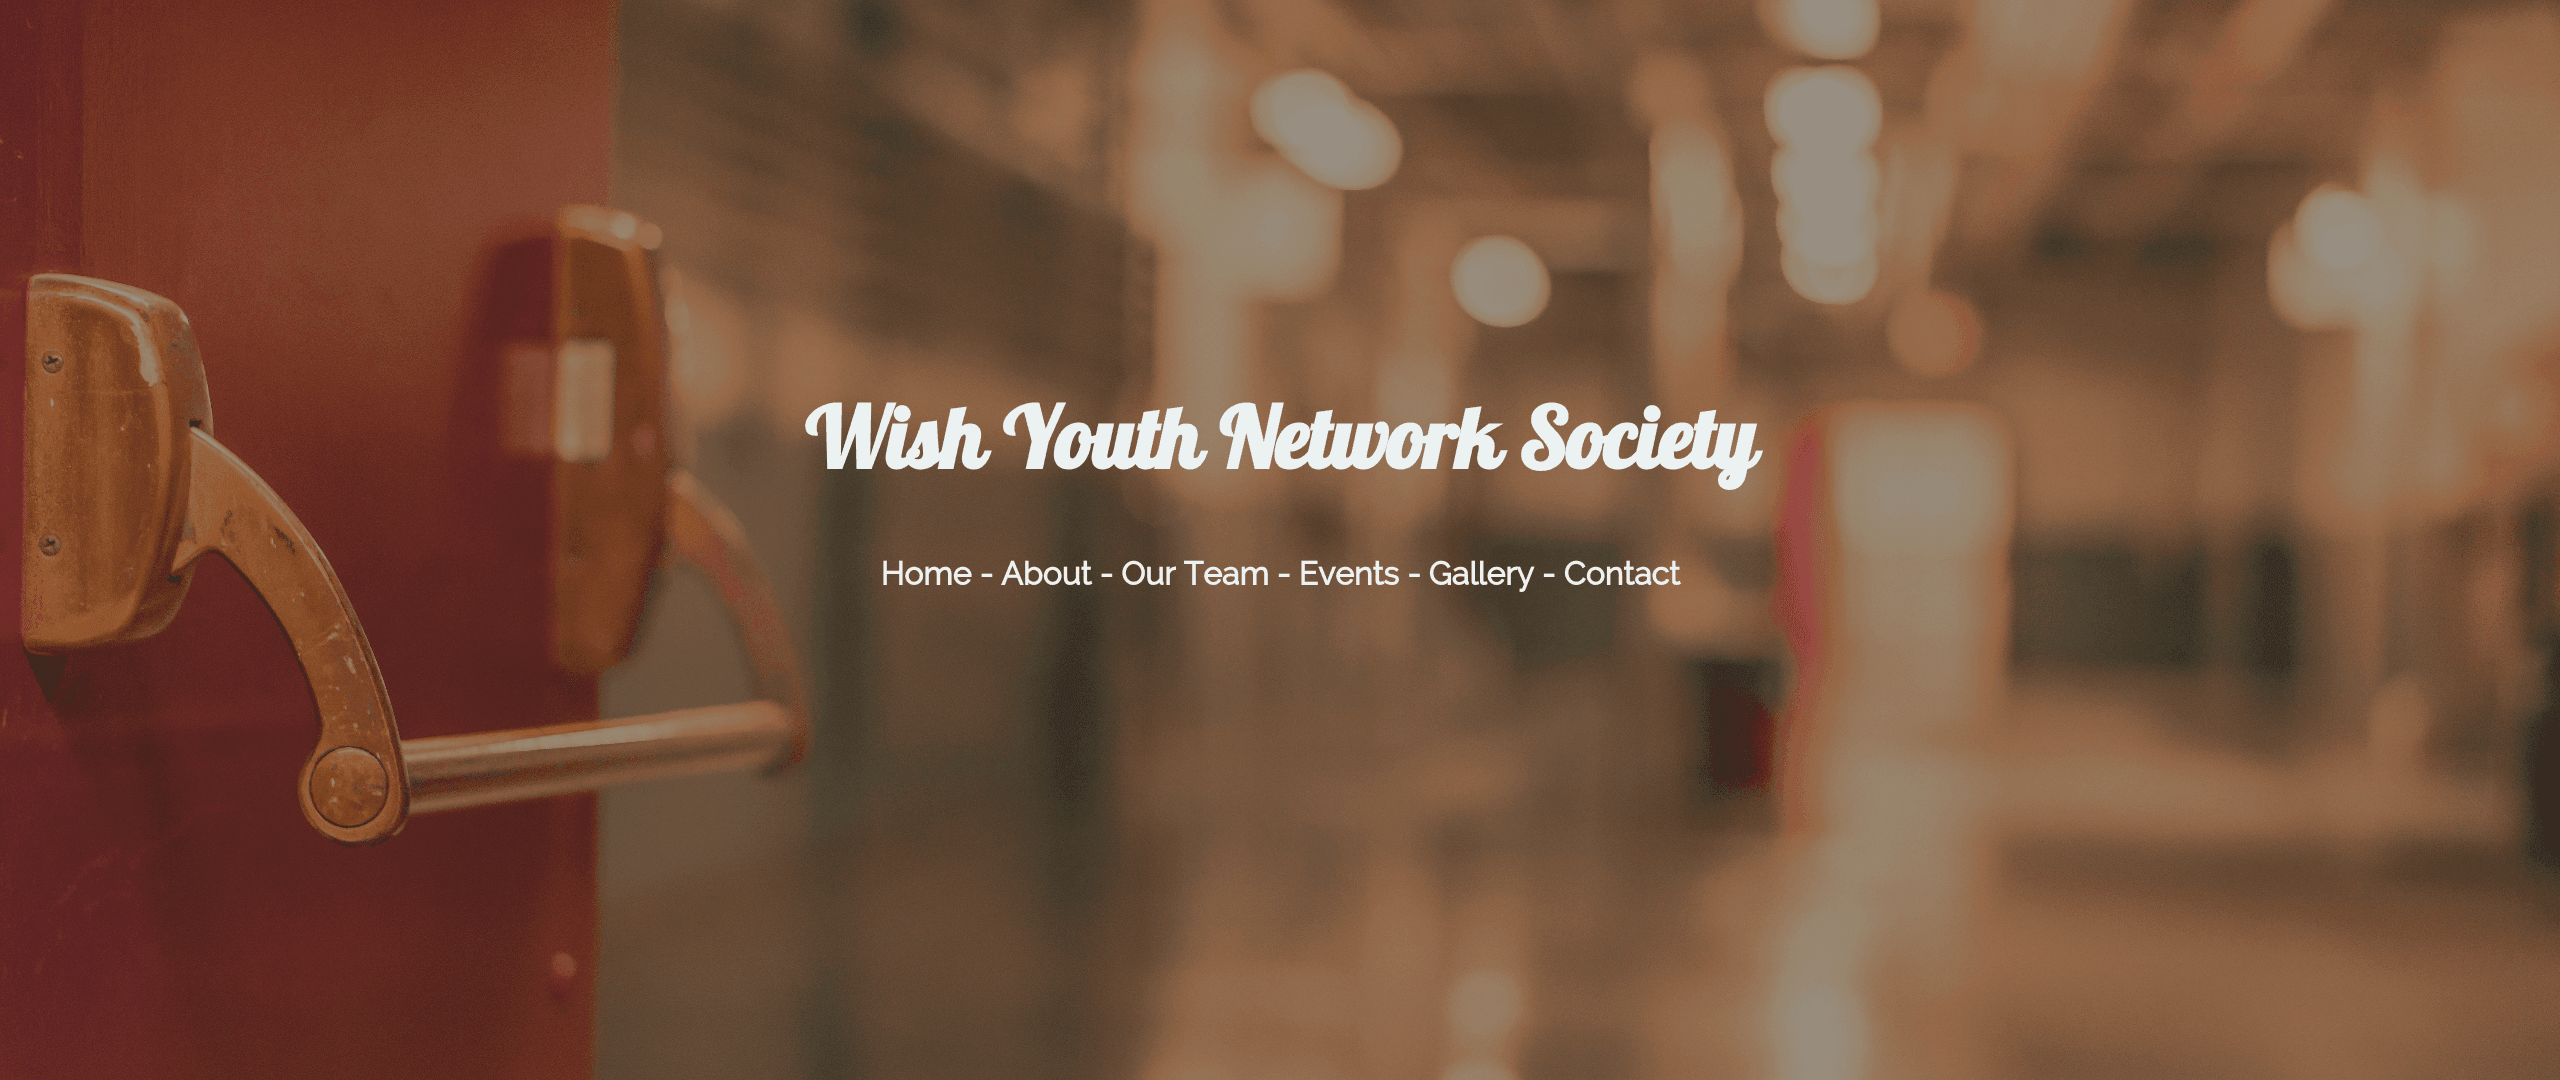 Wish Youth Network Society
Home - About - Our Team - Events - Gallery - Contact